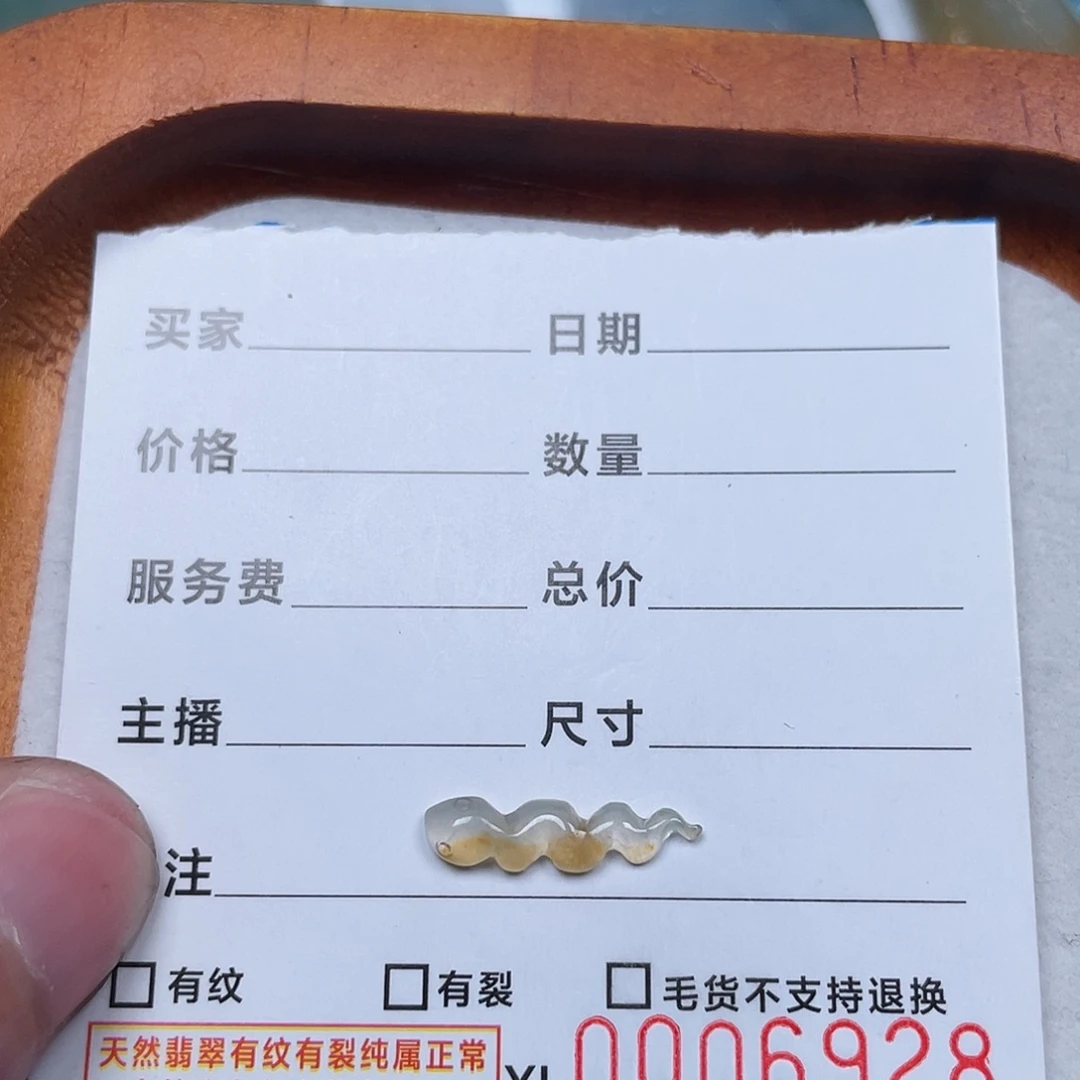 买家 日期
价格 数量
服务费 总价
主播 尺寸
注
有纹 有裂 毛货不支持退换
天然翡翠有纹有裂纯属正常
0006928